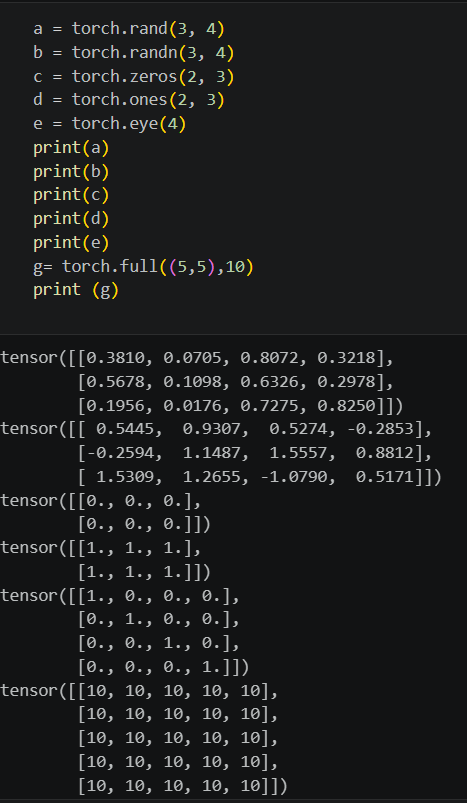 a = torch.rand(3, 4)
b = torch.randn(3, 4)
c = torch.zeros(2, 3)
d = torch.ones(2, 3)
e = torch.eye(4)
print(a)
print(b)
print(c)
print(d)
print(e)
g= torch.full((5,5),10)
print (g)
tensor([[0.3810, 0.0705, 0.8072, 0.3218],
        [0.5678, 0.1098, 0.6326, 0.2978],
        [0.1956, 0.0176, 0.7275, 0.8250]])
tensor([[ 0.5445,  0.9307,  0.5274, -0.2853],
        [-0.2594,  1.1487,  1.5557,  0.8812],
        [ 1.5309,  1.2655, -1.0790,  0.5171]])
tensor([[0., 0., 0.],
        [0., 0., 0.]])
tensor([[1., 1., 1.],
        [1., 1., 1.]])
tensor([[1., 0., 0., 0.],
        [0., 1., 0., 0.],
        [0., 0., 1., 0.],
        [0., 0., 0., 1.]])
tensor([[10, 10, 10, 10, 10],
        [10, 10, 10, 10, 10],
        [10, 10, 10, 10, 10],
        [10, 10, 10, 10, 10],
        [10, 10, 10, 10, 10]])